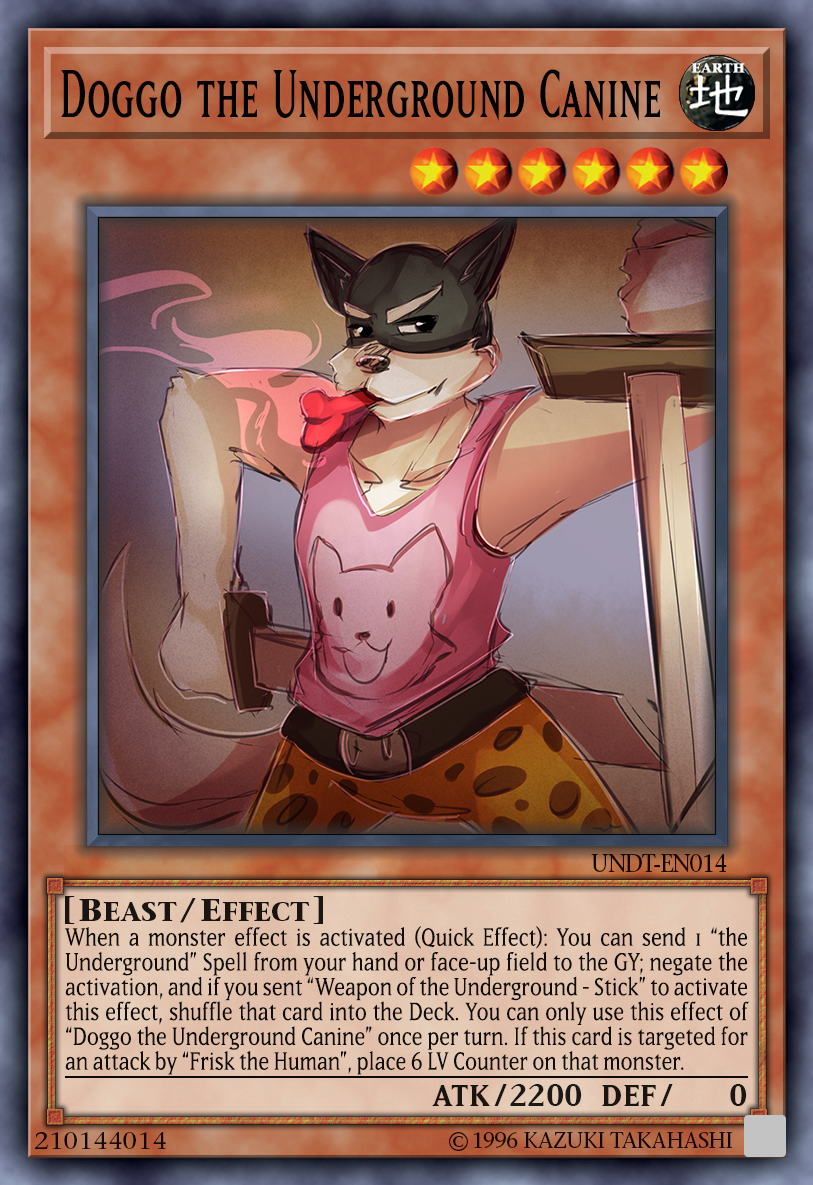 DOGGO THE UNDERGROUND CANINE
EARTH
地
UNDT-EN014
[BEAST/EFFECT]
When a monster effect is activated (Quick Effect): You can send 1 “the
Underground” Spell from your hand or face-up field to the GY; negate the
activation, and if you sent “Weapon of the Underground - Stick” to activate
this effect, shuffle that card into the Deck. You can only use this effect of
“Doggo the Underground Canine” once per turn. If this card is targeted for
an attack by “Frisk the Human”, place 6 LV Counter on that monster.
ATK/2200 DEF/ 0
210144014
©1996 KAZUKI TAKAHASHI